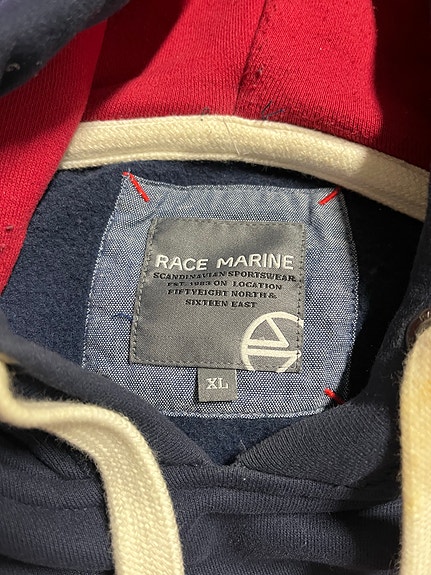 RACE MARINE
SCANDINAVIAN SPORTSWEAR
EST. 1983 ON LOCATION
FIFTYEIGHT NORTH &
SIXTEEN EAST
XL